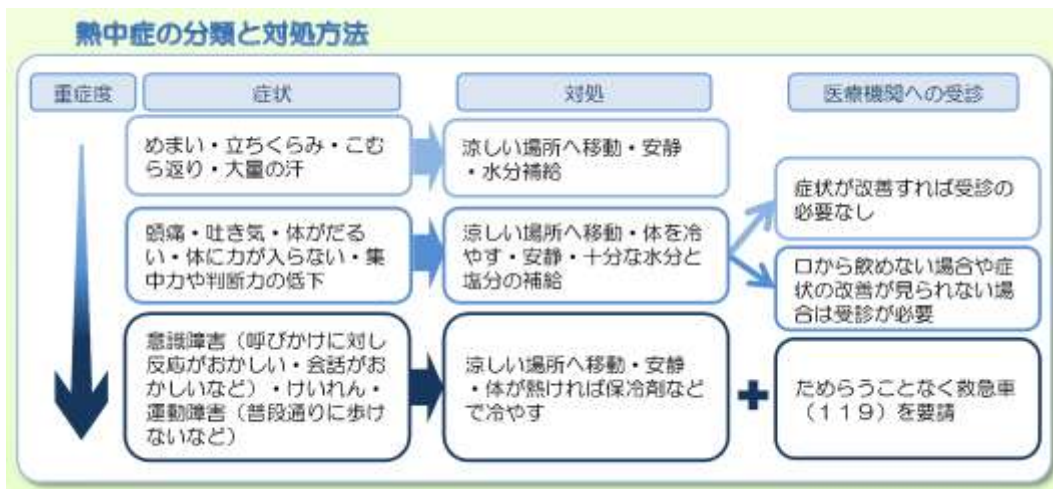 熱中症の分類と対処方法
重症度
症状
対処
医療機関への受診
めまい・立ちくらみ・こむ
ら返り・大量の汗
涼しい場所へ移動・安静
・水分補給
症状が改善すれば受診の
必要なし
頭痛・吐き気・体がだる
い・体に力が入らない・集
中力や判断力の低下
涼しい場所へ移動・体を冷
やす・安静・十分な水分と
塩分の補給
口から飲めない場合や症
状の改善が見られない場
合は受診が必要
意識障害（呼びかけに対し
反応がおかしい・会話がお
かしいなど）・けいれん・
運動障害（普段通りに歩け
ないなど）
涼しい場所へ移動・安静
・体が熱ければ保冷剤など
で冷やす
ためらうことなく救急車
（１１９）を要請